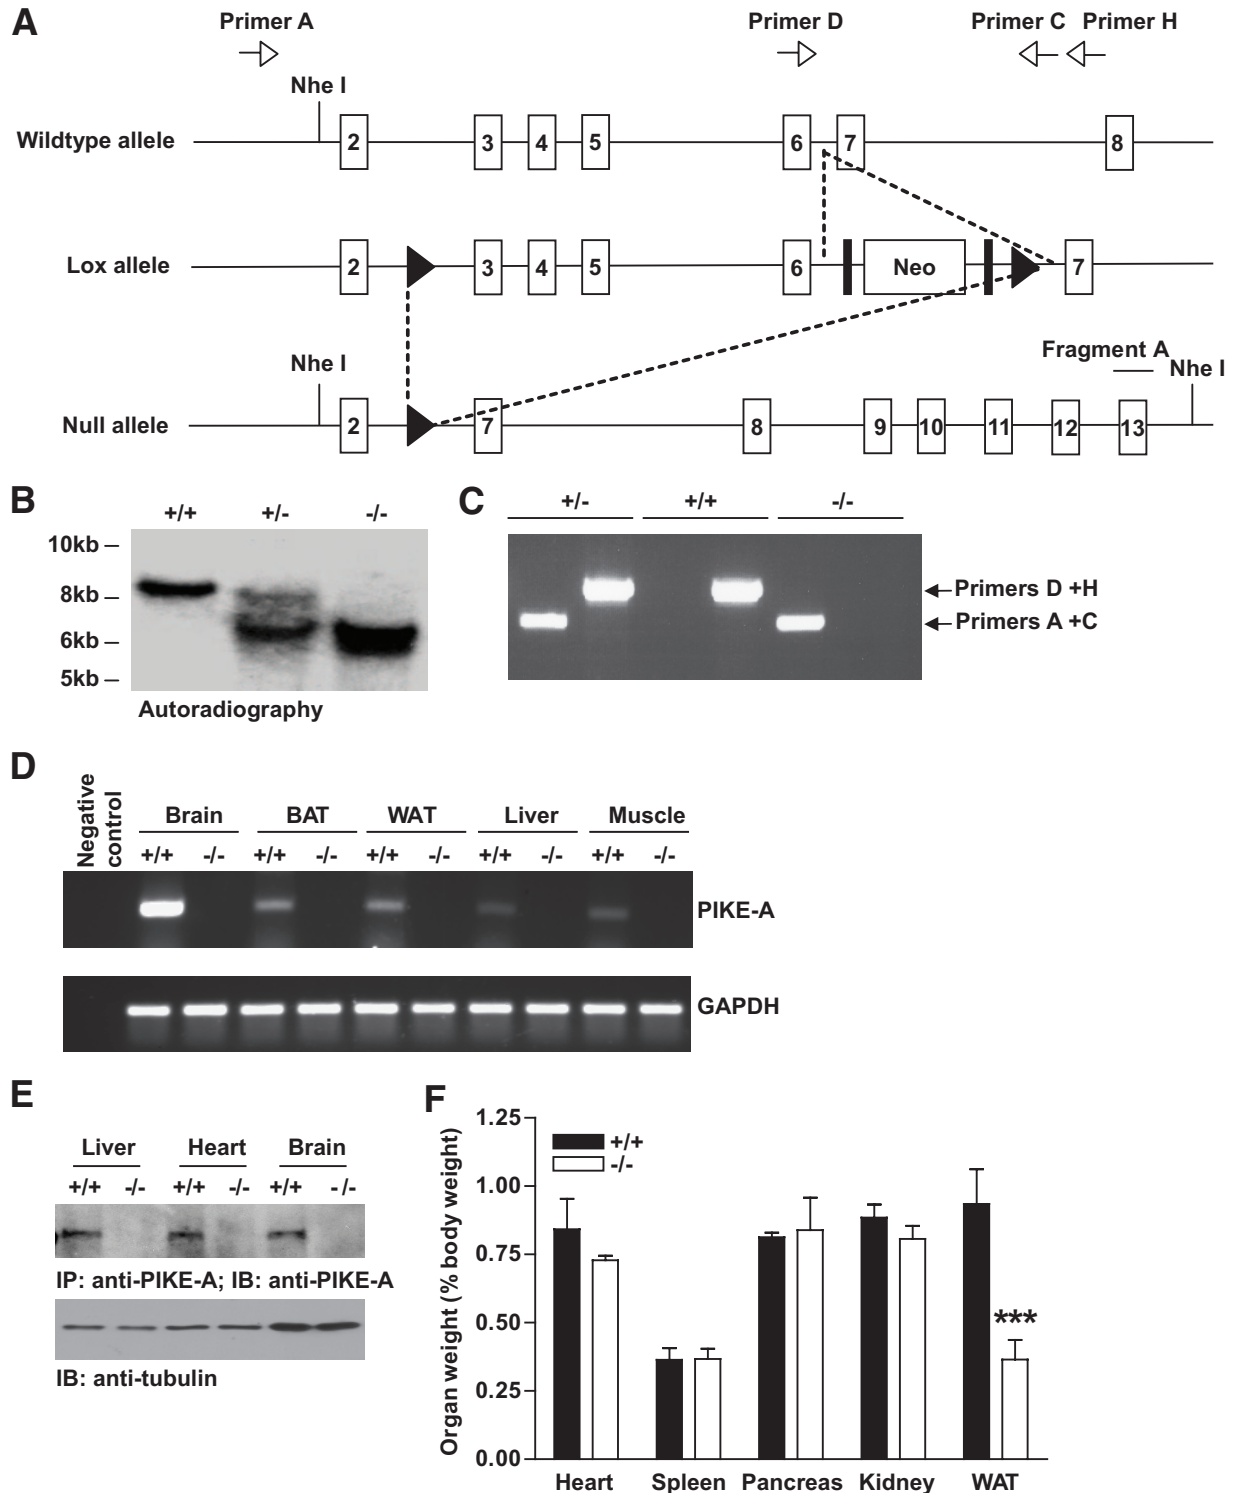 A
Primer A
Primer D
Primer C
Primer H
Nhe I
Wildtype allele
2
3
4
5
6
7
8
Lox allele
2
3
4
5
6
Neo
7
Fragment A
Nhe I
Nhe I
Null allele
2
7
8
9
10
11
12
13
B
+/+
+/-
-/-
10kb
8kb
6kb
5kb
Autoradiography
C
+/-
+/+
-/-
Primers D +H
Primers A +C
D
Negative
control
Brain
BAT
WAT
Liver
Muscle
+/+ -/- +/+ -/- +/+ -/- +/+ -/- +/+ -/-
PIKE-A
GAPDH
E
Liver
Heart
Brain
+/+ -/- +/+ -/- +/+ -/-
IP: anti-PIKE-A; IB: anti-PIKE-A
IB: anti-tubulin
F
Organ weight (% body weight)
1.25
1.00
0.75
0.50
0.25
0.00
+/+
-/-
***
Heart
Spleen
Pancreas
Kidney
WAT